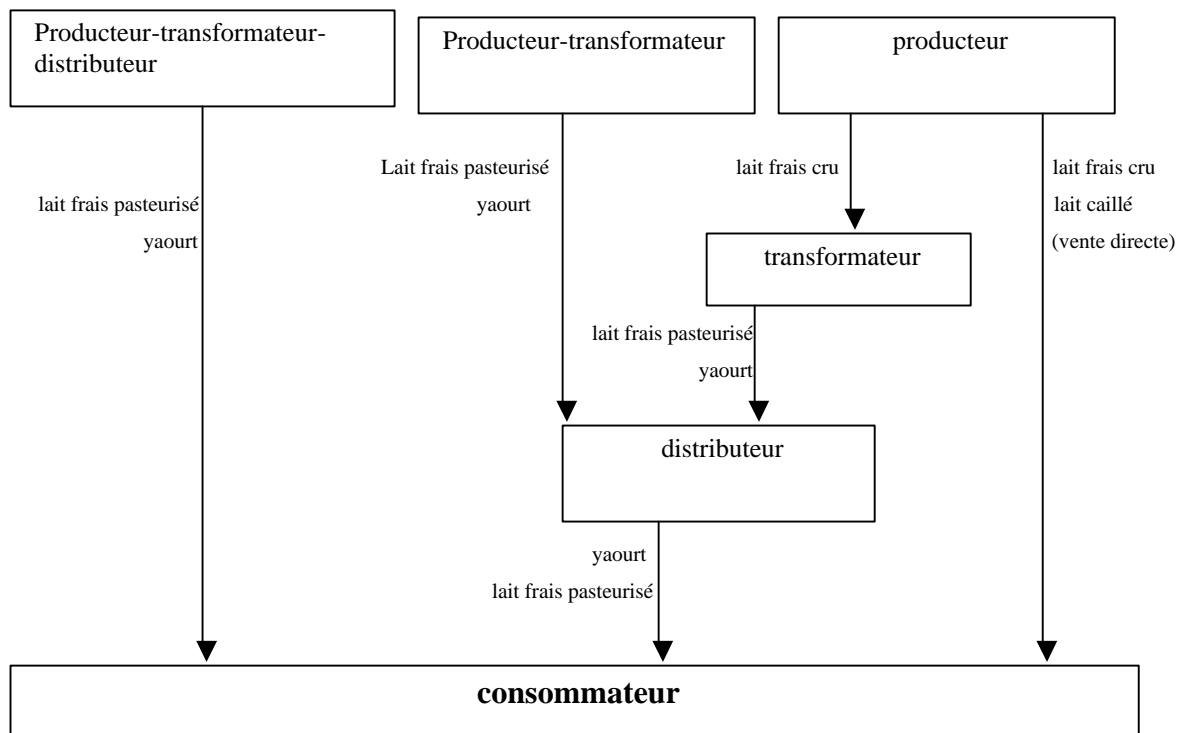 Producteur-transformateur-
distributeur
Producteur-transformateur
producteur
Lait frais pasteurisé
yaourt
lait frais cru
lait frais cru
lait caillé
(vente directe)
lait frais pasteurisé
yaourt
transformateur
lait frais pasteurisé
yaourt
distributeur
yaourt
lait frais pasteurisé
consommateur